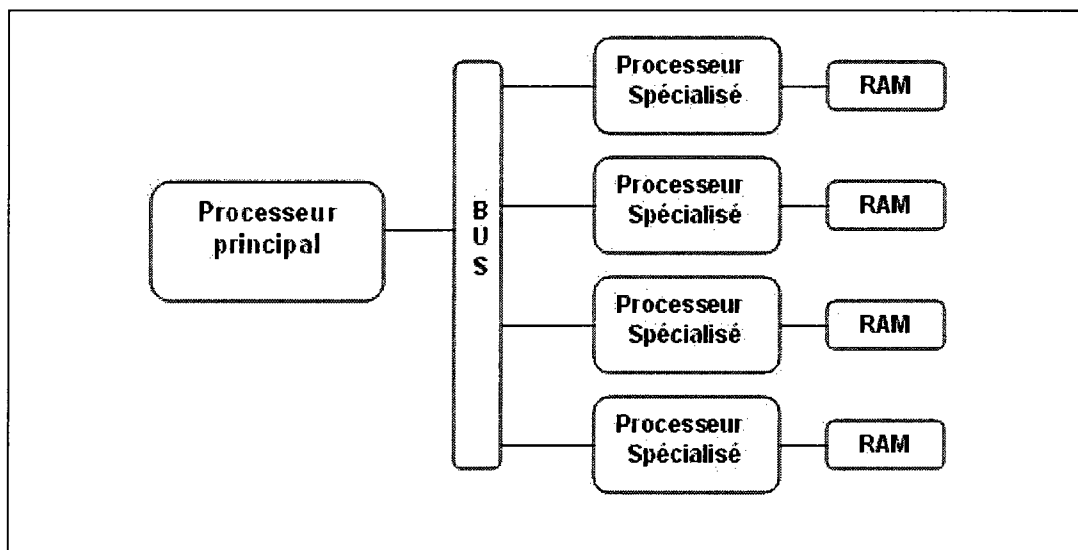 Processeur
principal
B
U
S
Processeur
Spécialisé
RAM
Processeur
Spécialisé
RAM
Processeur
Spécialisé
RAM
Processeur
Spécialisé
RAM